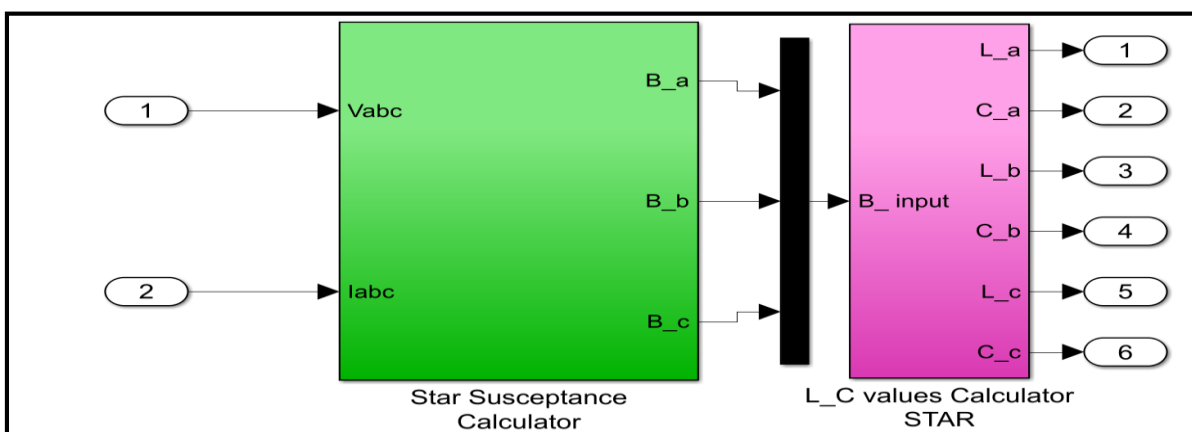 1
Vabc
2
Iabc
B_a
B_b
B_c
Star Susceptance
Calculator
B_ input
L_a
C_a
L_b
C_b
L_c
C_c
L_C values Calculator
STAR
1
2
3
4
5
6